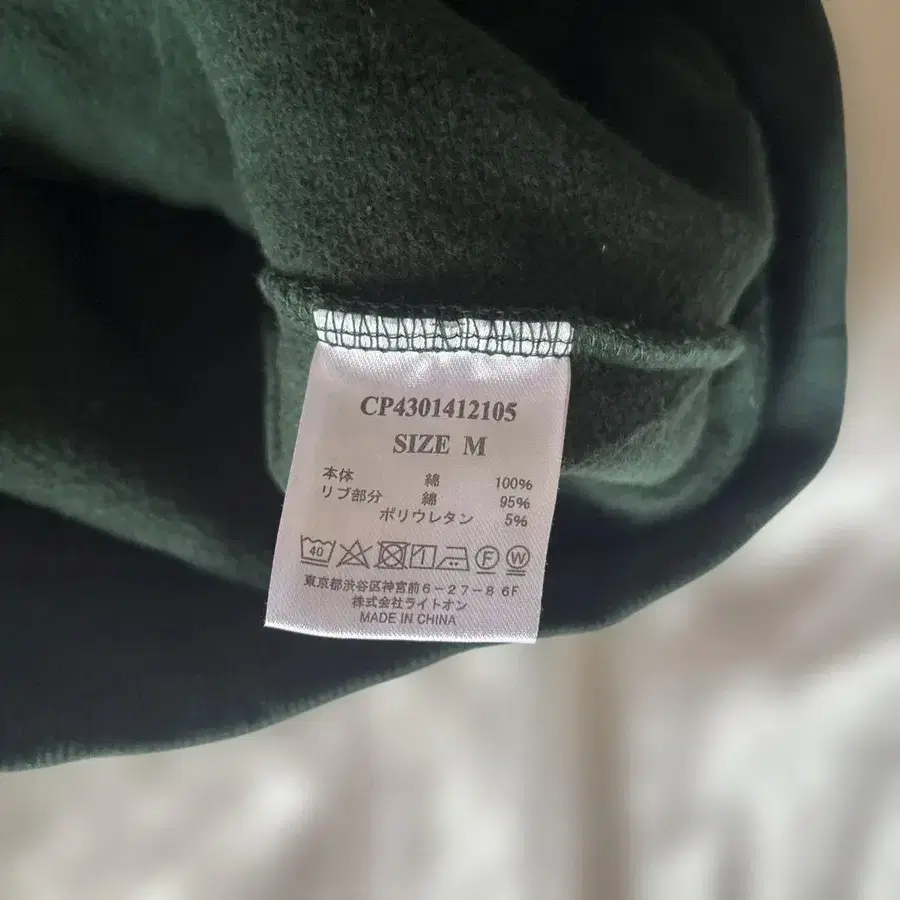 CP4301412105
SIZE M
本体 綿 100%
リブ部分 綿 95%
ポリウレタン 5%
40 F W
東京都渋谷区神宮前6-27-8 6F
株式会社ライトオン
MADE IN CHINA